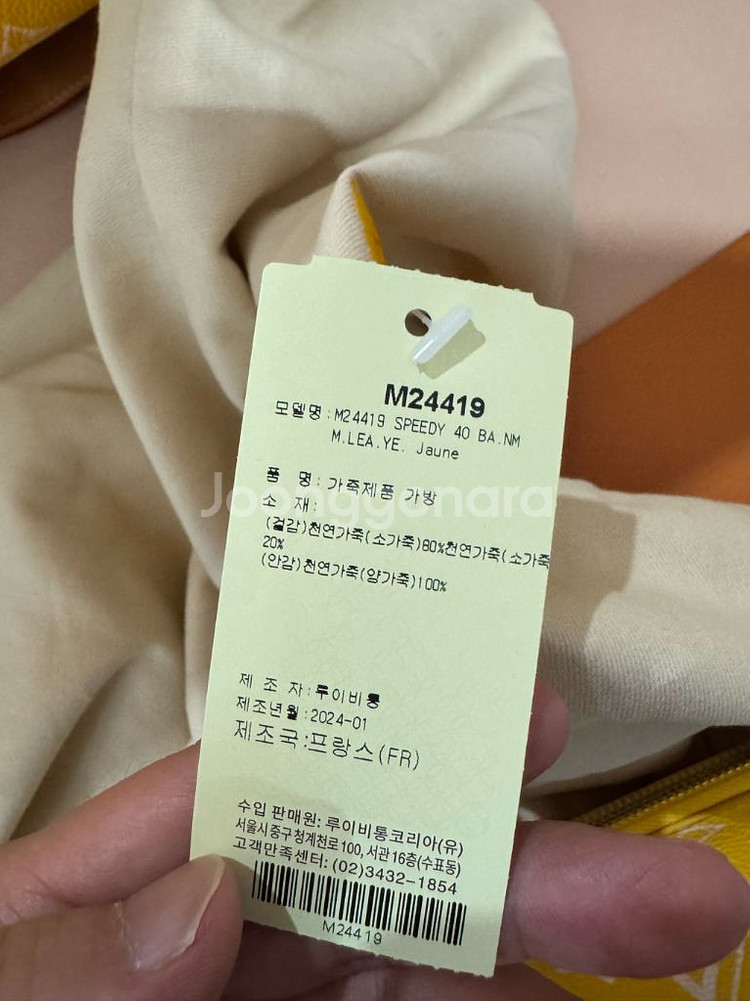 M24419
모델명:M24419 SPEEDY 40 BA.NM
M.LEA.YE. Jaune
품 명:가죽제품 가방
Joonggonara
소 재:
(겉감)천연가죽(소가죽)80%천연가죽(소가죽
20%
(안감)천연가죽(양가죽)100%
제 조 자:루이비통
제조년월:2024-01
제조국:프랑스(FR)
수입 판매원: 루이비통코리아(유)
서울시 중구 청계천로 100, 서관 16층(수표동)
고객만족센터: (02)3432-1854
M24419